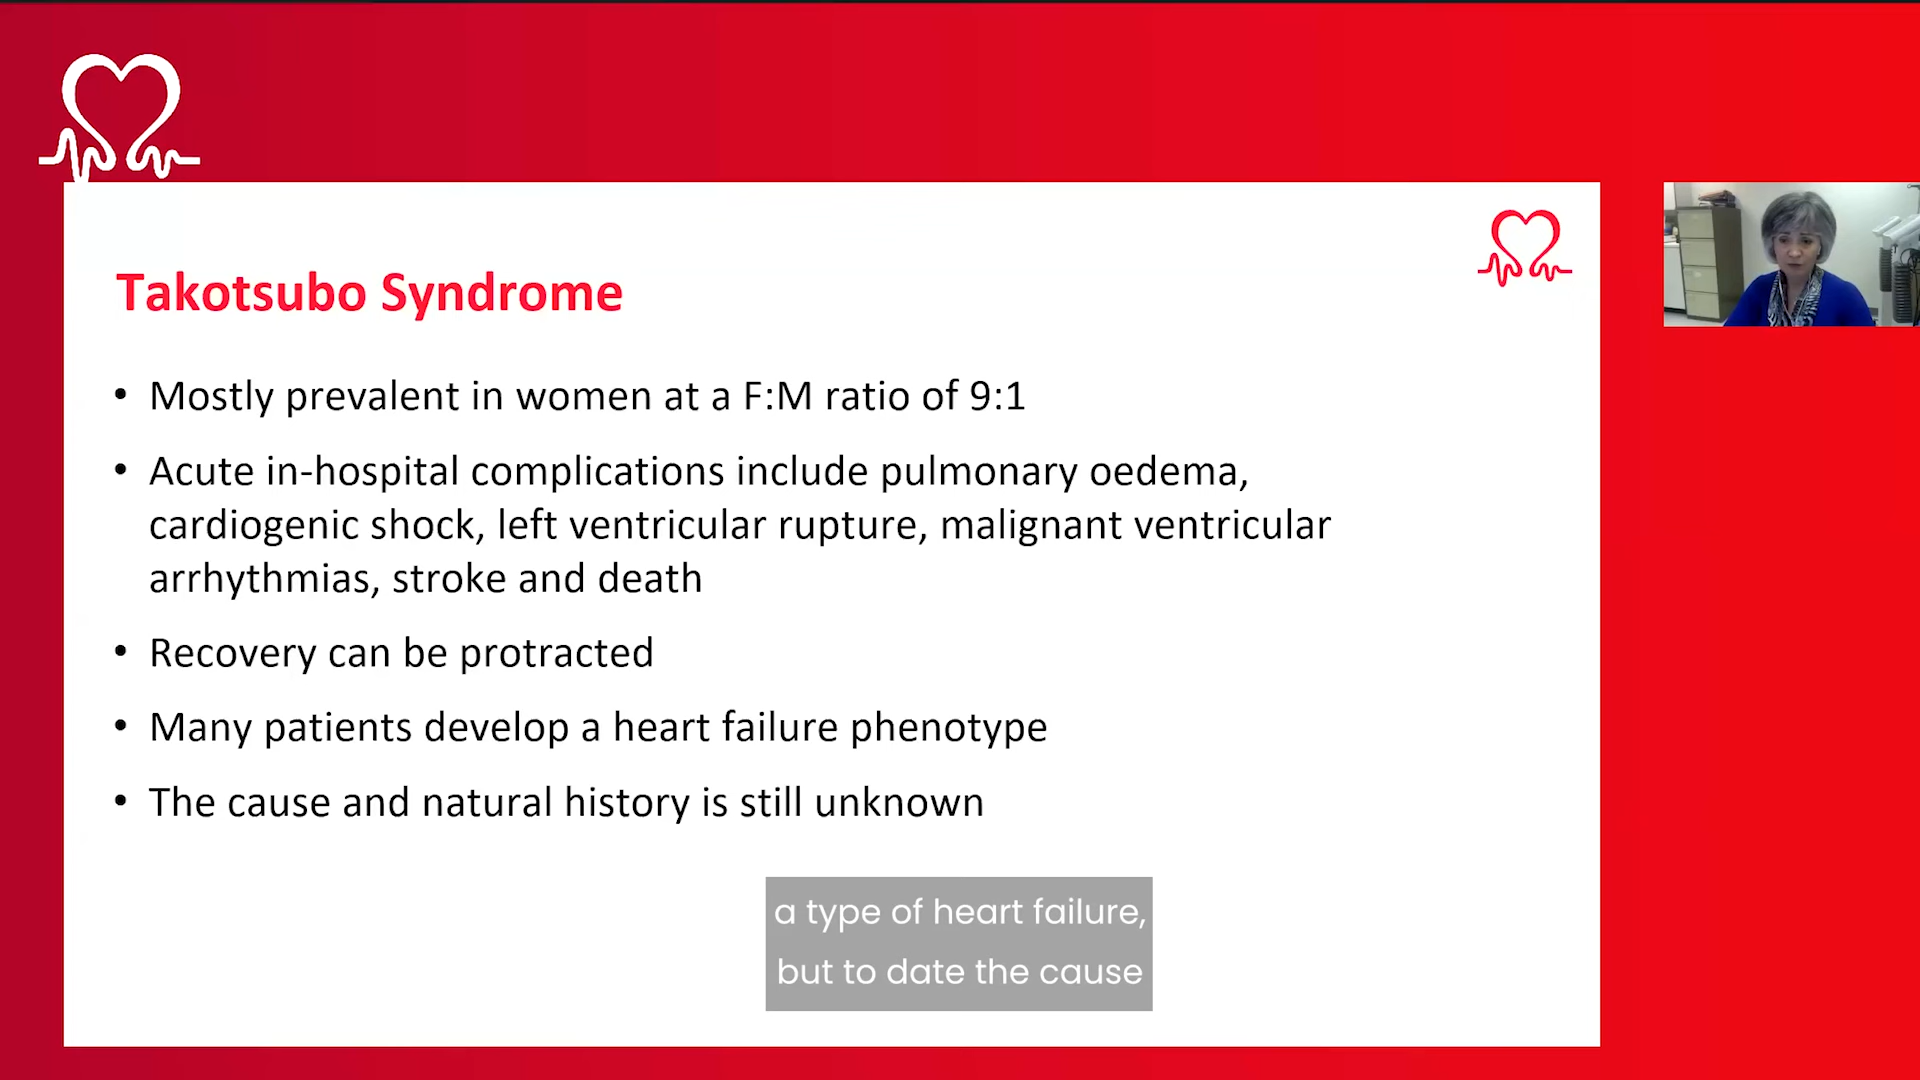 Takotsubo Syndrome
• Mostly prevalent in women at a F:M ratio of 9:1
• Acute in-hospital complications include pulmonary oedema,
cardiogenic shock, left ventricular rupture, malignant ventricular
arrhythmias, stroke and death
• Recovery can be protracted
• Many patients develop a heart failure phenotype
• The cause and natural history is still unknown
a type of heart failure,
but to date the cause